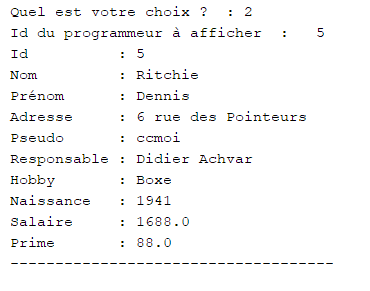 Quel est votre choix ?  : 2
Id du programmeur à afficher  :   5
Id          : 5
Nom         : Ritchie
Prénom      : Dennis
Adresse     : 6 rue des Pointeurs
Pseudo      : ccmoi
Responsable : Didier Achvar
Hobby       : Boxe
Naissance   : 1941
Salaire     : 1688.0
Prime       : 88.0
------------------------------------